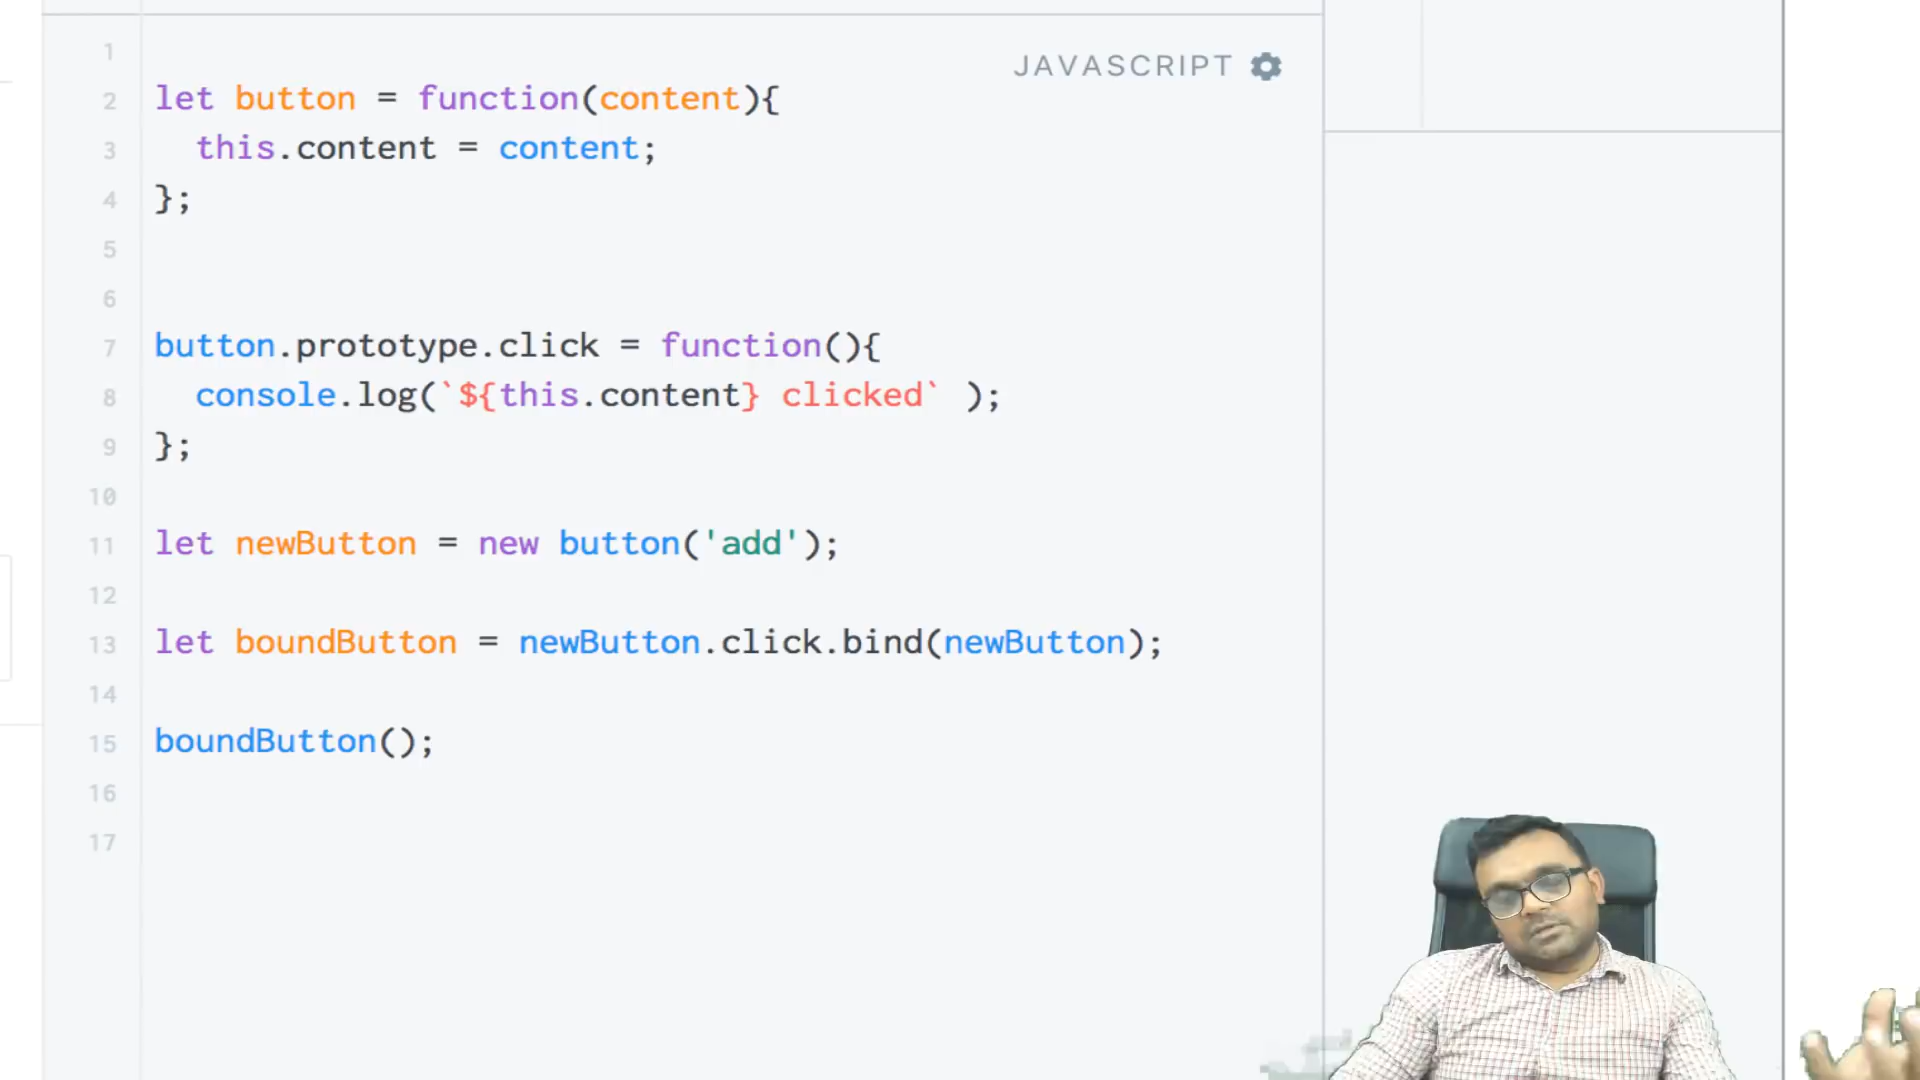 JAVASCRIPT
1
2 let button = function(content){
3   this.content = content;
4 };
5
6
7 button.prototype.click = function(){
8   console.log(`${this.content} clicked` );
9 };
10
11 let newButton = new button('add');
12
13 let boundButton = newButton.click.bind(newButton);
14
15 boundButton();
16
17